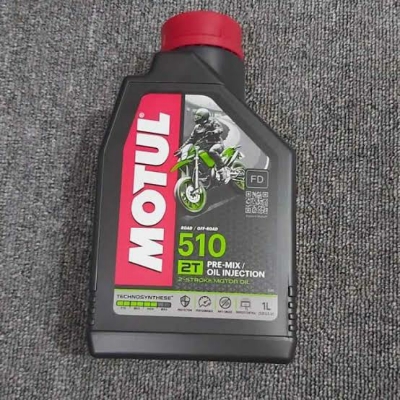 MOTUL
FD
ROAD / OFF-ROAD
510
2T PRE-MIX /
OIL INJECTION
2-STROKE MOTOR OIL
TECHNOSYNTHESE
1L